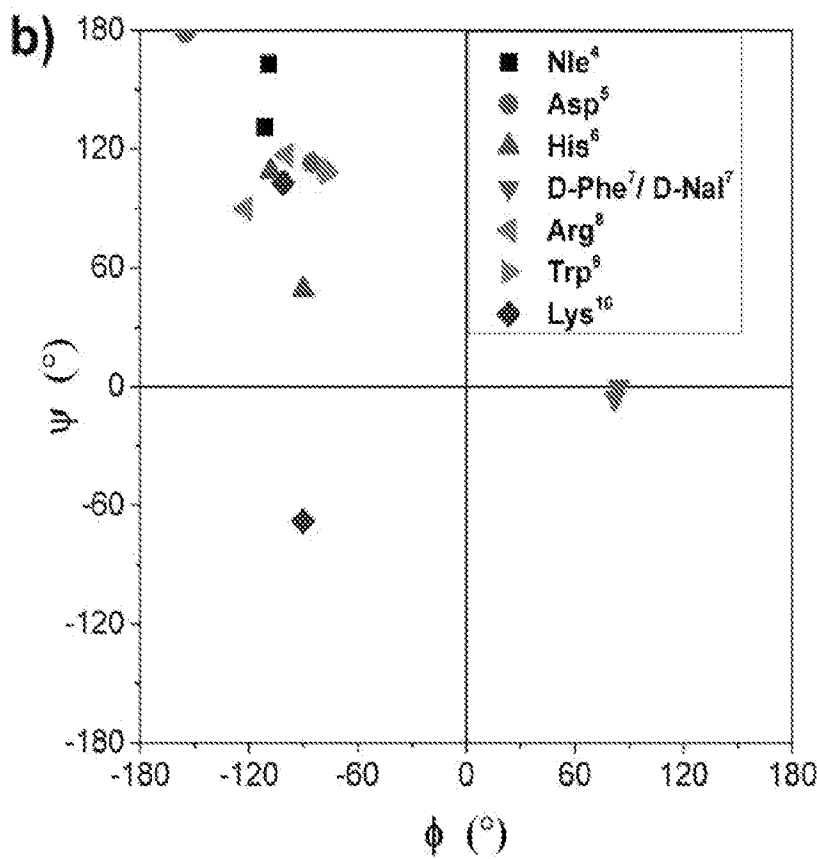 b)
180
120
60
0
-60
-120
-180
ψ (°)
Nle⁴
Asp⁵
His⁶
D-Phe⁷/ D-Nal⁷
Arg⁸
Trp⁹
Lys¹⁰
-180 -120 -60 0 60 120 180
ϕ (°)